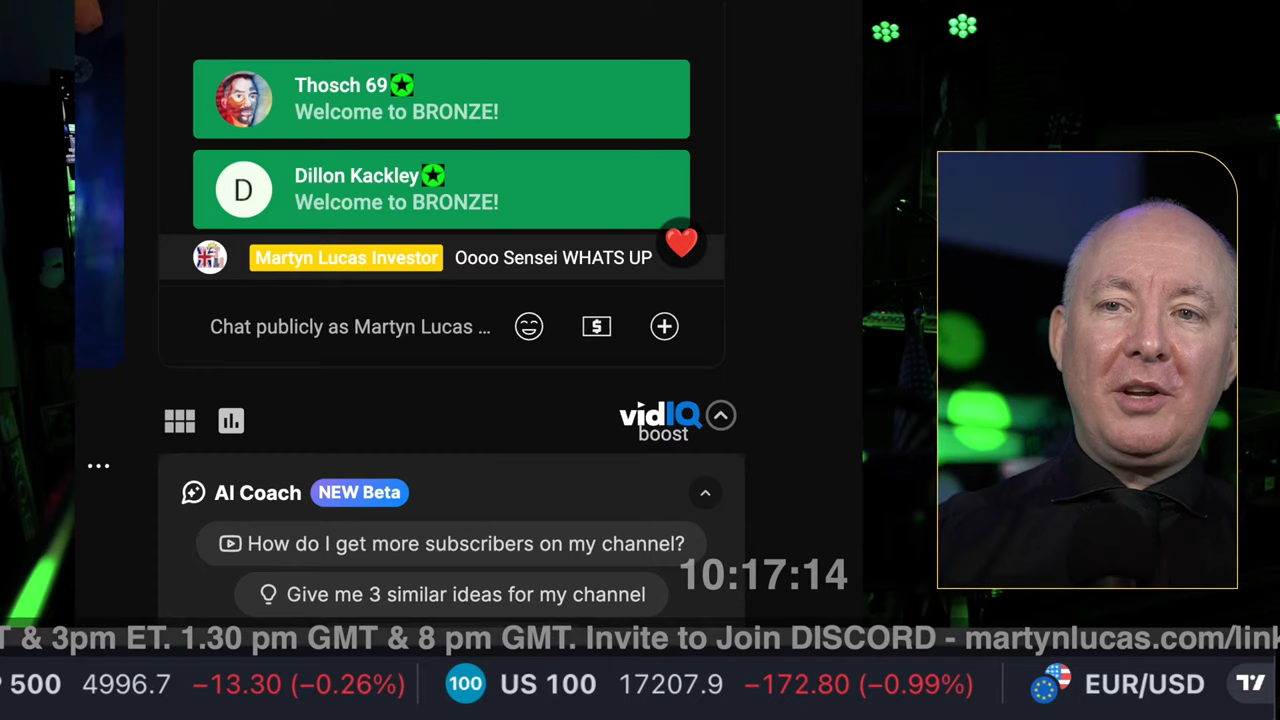 Thosch 69
Welcome to BRONZE!
D
Dillon Kackley
Welcome to BRONZE!
Martyn Lucas Investor Oooo Sensei WHATS UP
Chat publicly as Martyn Lucas ...
$
vidIQ
boost
AI Coach NEW Beta
How do I get more subscribers on my channel?
10:17:14
Give me 3 similar ideas for my channel
T & 3pm ET. 1.30 pm GMT & 8 pm GMT. Invite to Join DISCORD - martynlucas.com/link
500 4996.7 −13.30 (−0.26%) 100 US 100 17207.9 −172.80 (−0.99%) EUR/USD